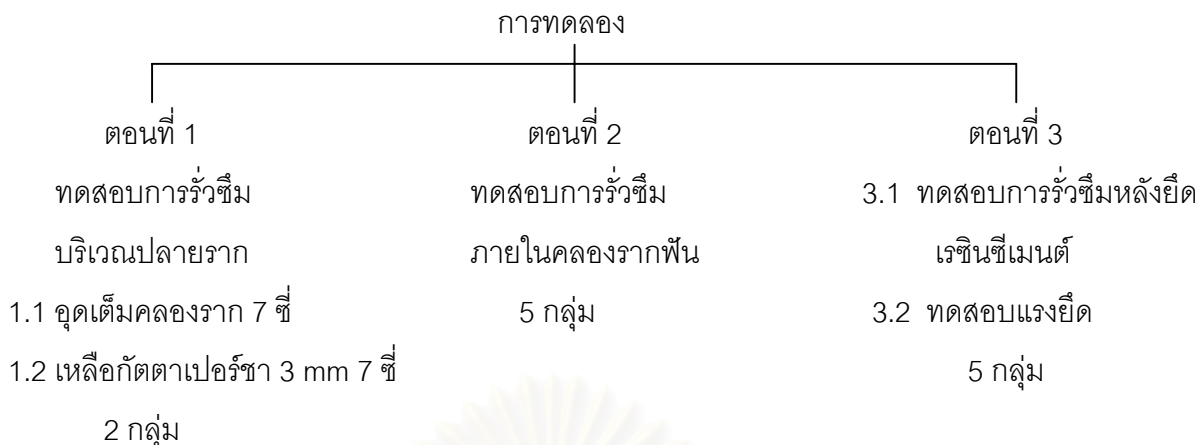 การทดลอง
ตอนที่ 1
ทดสอบการรั่วซึม
บริเวณปลายราก
1.1 อุดเต็มคลองราก 7 ซี่
1.2 เหลือกัตตาเปอร์ชา 3 mm 7 ซี่
2 กลุ่ม
ตอนที่ 2
ทดสอบการรั่วซึม
ภายในคลองรากฟัน
5 กลุ่ม
ตอนที่ 3
3.1 ทดสอบการรั่วซึมหลังยึด
เรซินซีเมนต์
3.2 ทดสอบแรงยึด
5 กลุ่ม